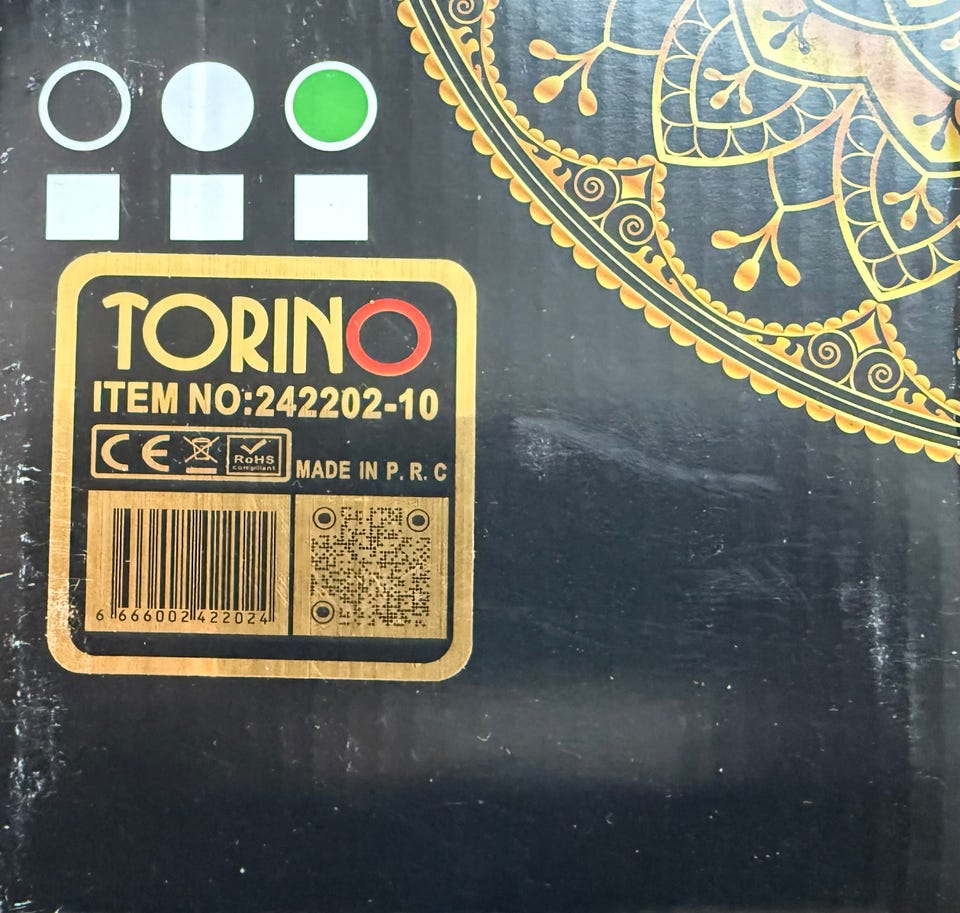 TORINO
ITEM NO:242202-10
CE RoHS
compliant
MADE IN P. R. C
6 666002 422024